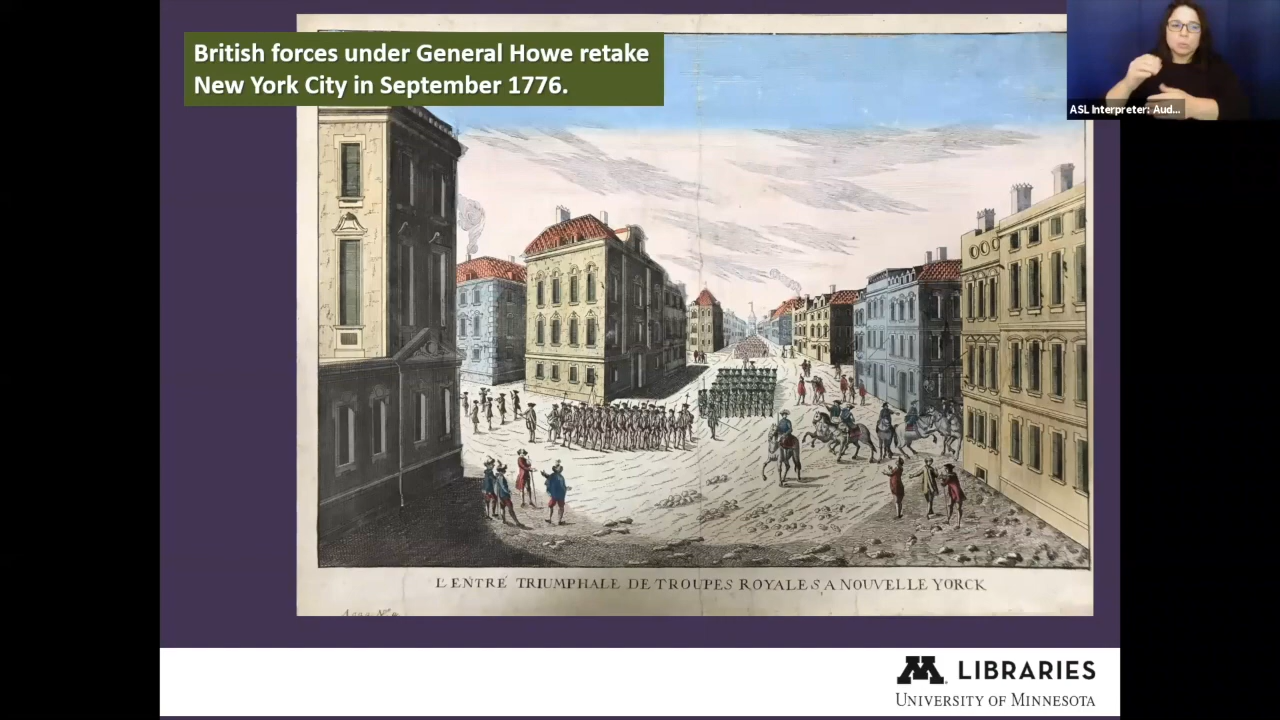 British forces under General Howe retake
New York City in September 1776.
ASL Interpreter: Aud...
L'ENTRÉ TRIUMPHALE DE TROUPES ROYALES A NOUVELLE YORCK
M LIBRARIES
UNIVERSITY OF MINNESOTA